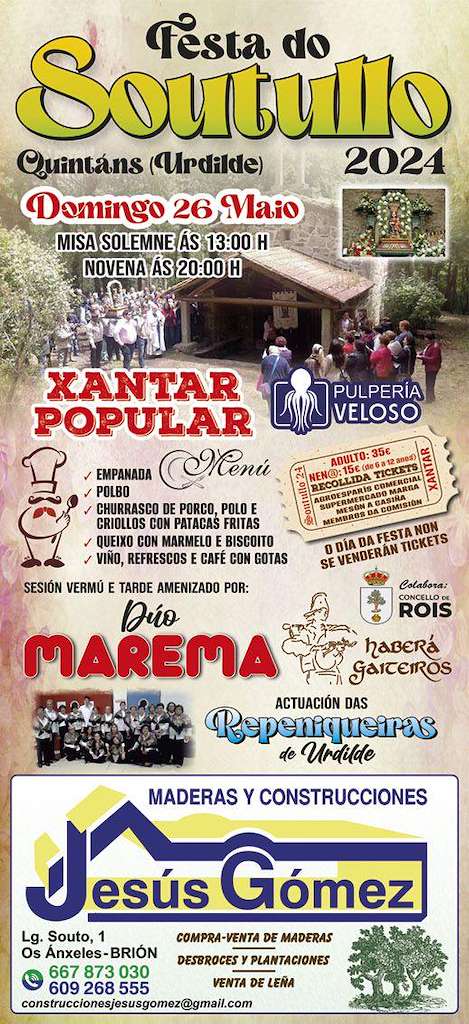 Festa do
Soutullo
Quintáns (Urdilde) 2024
Domingo 26 Maio
MISA SOLEMNE ÁS 13:00 H
NOVENA ÁS 20:00 H
XANTAR
POPULAR
PULPERÍA
VELOSO
Menú
EMPANADA
POLBO
CHURRASCO DE PORCO, POLO E
CRIOLLOS CON PATACAS FRITAS
QUEIXO CON MARMELO E BISCOITO
VIÑO, REFRESCOS E CAFÉ CON GOTAS
Soutullo'24
ADULTO: 35€
NEN@: 15€ (de 6 a 12 anos)
RECOLLIDA TICKETS
AGROESPARÍS COMERCIAL
SUPERMERCADO MARGA
MESÓN A CASIÑA
MEMBROS DA COMISIÓN
XANTAR
O DÍA DA FESTA NON
SE VENDERÁN TICKETS
SESIÓN VERMÚ E TARDE AMENIZADO POR:
Dúo
MAREMA
Colabora:
CONCELLO DE
ROIS
HABERÁ
GAITEIROS
ACTUACIÓN DAS
Repeniqueiras
de Urdilde
MADERAS Y CONSTRUCCIONES
Jesús Gómez
Lg. Souto, 1
Os Ánxeles-BRIÓN
667 873 030
609 268 555
construccionesjesusgomez@gmail.com
COMPRA-VENTA DE MADERAS
DESBROCES Y PLANTACIONES
VENTA DE LEÑA